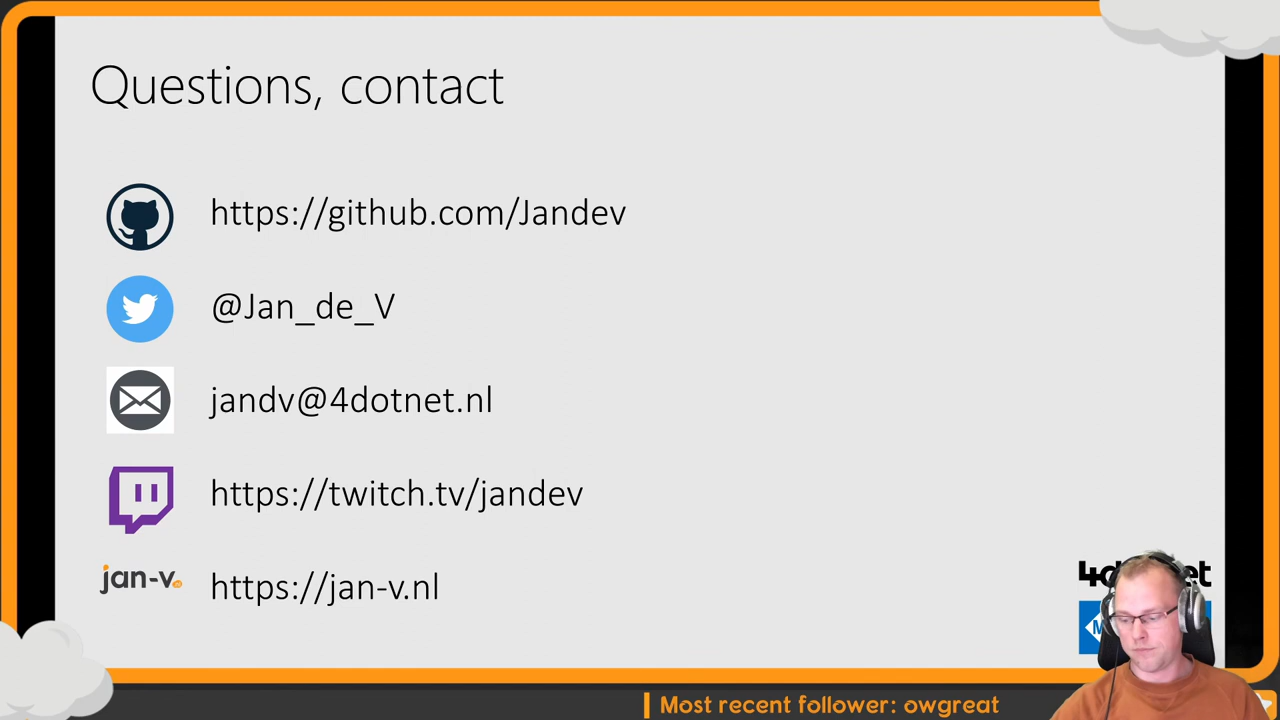 Questions, contact
https://github.com/Jandev
@Jan_de_V
jandv@4dotnet.nl
https://twitch.tv/jandev
jan-v.nl
https://jan-v.nl
Most recent follower: owgreat